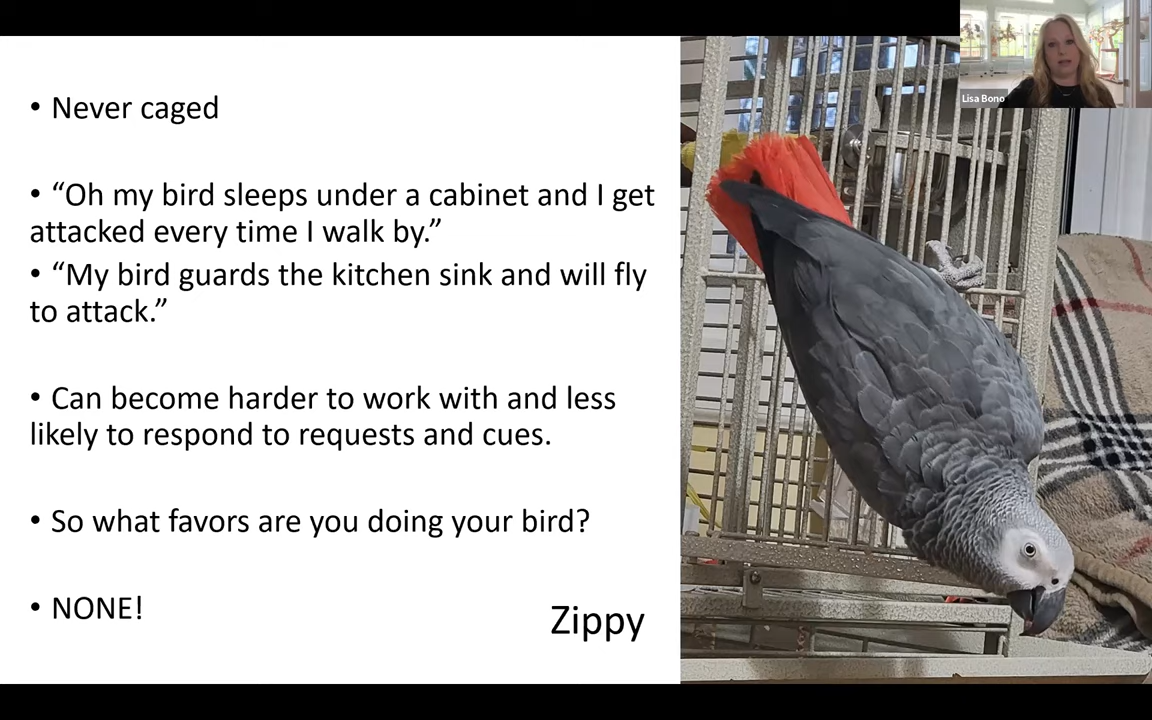 • Never caged
• “Oh my bird sleeps under a cabinet and I get
attacked every time I walk by.”
• “My bird guards the kitchen sink and will fly
to attack.”
• Can become harder to work with and less
likely to respond to requests and cues.
• So what favors are you doing your bird?
• NONE!
Zippy
Lisa Bono